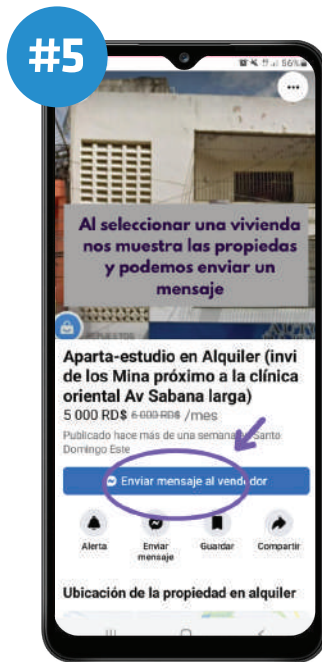 #5
56%
Al seleccionar una vivienda
nos muestra las propiedas
y podemos enviar un
mensaje
Aparta-estudio en Alquiler (invi
de los Mina próximo a la clínica
oriental Av Sabana larga)
5 000 RD$ 6 000 RD$ /mes
Publicado hace más de una semana en Santo
Domingo Este
Enviar mensaje al vendedor
Alerta
Enviar
mensaje
Guardar
Compartir
Ubicación de la propiedad en alquiler